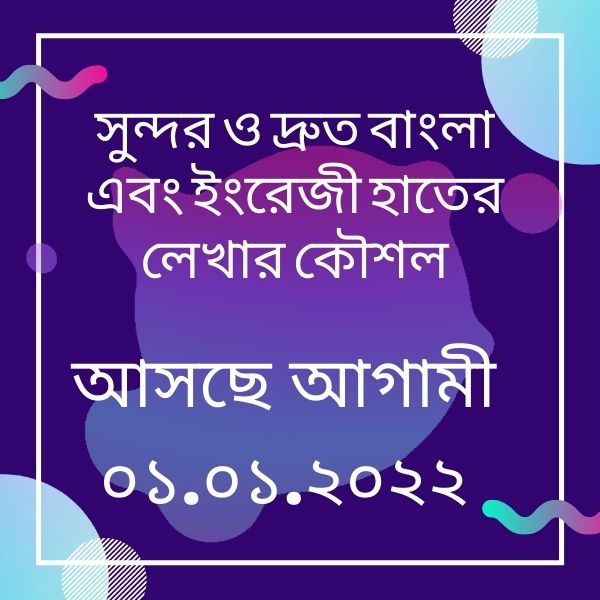 সুন্দর ও দ্রুত বাংলা
এবং ইংরেজী হাতের
লেখার কৌশল
আসছে আগামী
০১.০১.২০২২